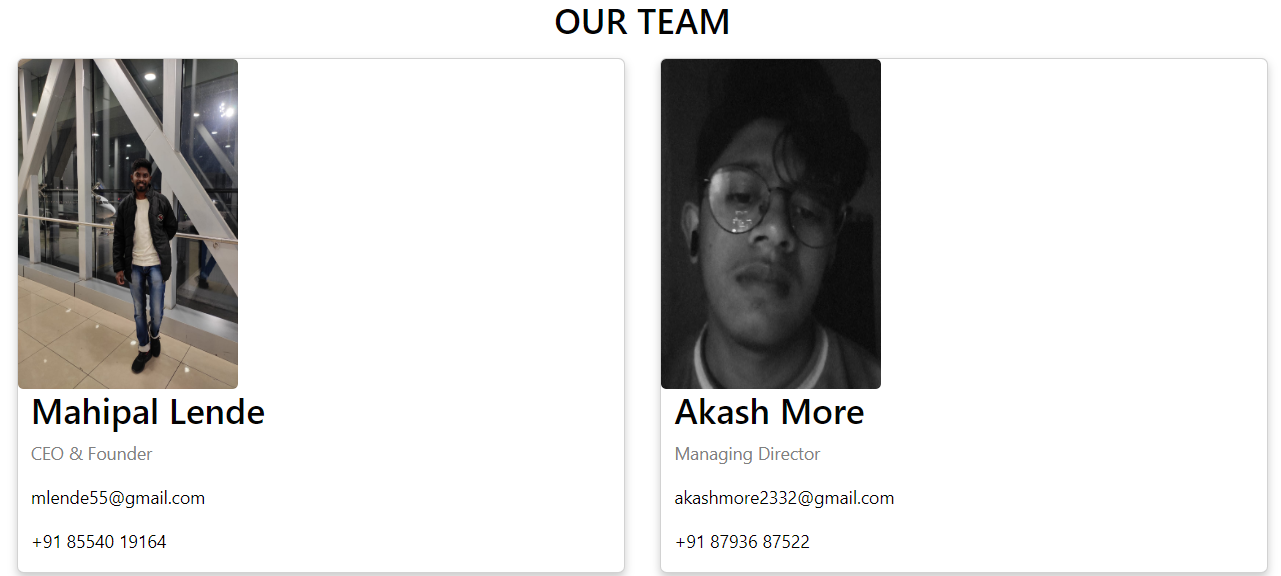 OUR TEAM
Mahipal Lende
CEO & Founder
mlende55@gmail.com
+91 85540 19164
Akash More
Managing Director
akashmore2332@gmail.com
+91 87936 87522